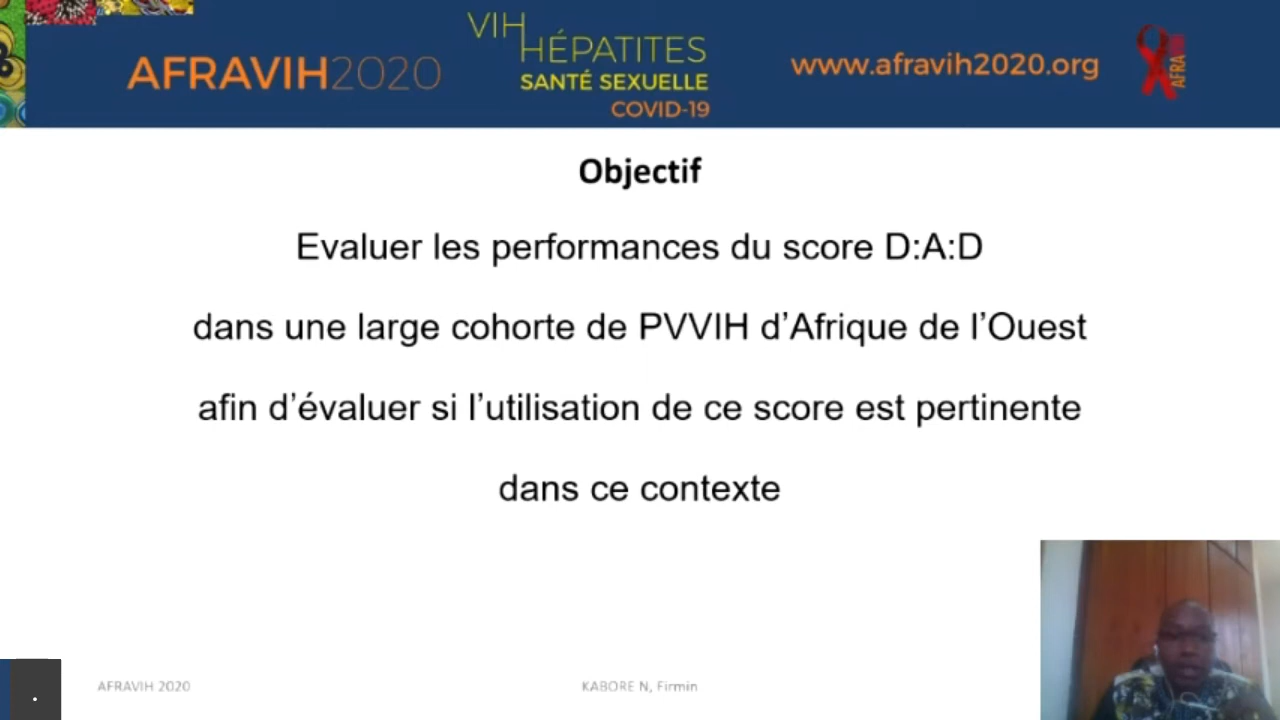 AFRAVIH2020
VIH
HÉPATITES
SANTÉ SEXUELLE
COVID-19
www.afravih2020.org
AFRA
Objectif
Evaluer les performances du score D:A:D
dans une large cohorte de PVVIH d’Afrique de l’Ouest
afin d’évaluer si l’utilisation de ce score est pertinente
dans ce contexte
AFRAVIH 2020
KABORE N, Firmin